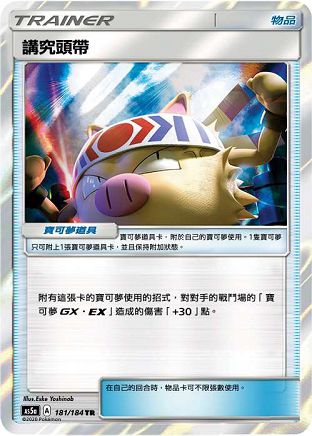 TRAINER 物品
講究頭帶
寶可夢道具
寶可夢道具卡,附於自己的寶可夢使用。1隻寶可夢
只可附上1張寶可夢道具卡,並且保持附加狀態。
附有這張卡的寶可夢使用的招式,對對手的戰鬥場的「寶
可夢GX・EX」造成的傷害「+30」點。
Illus.Eske Yoshinob
AS5a A 181/184 TR
©2020 Pokémon
在自己的回合時,物品卡可不限張數使用。